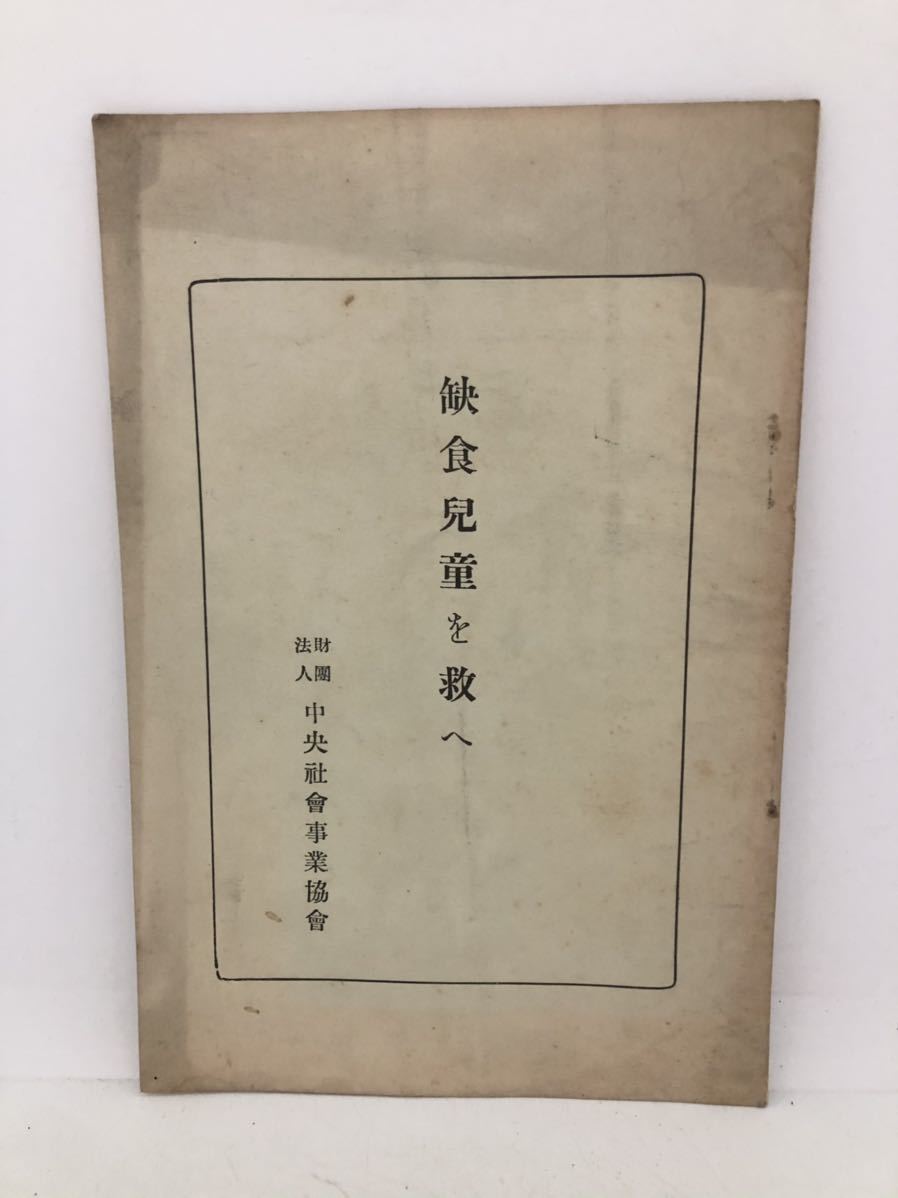 缺食兒童を救へ
財團法人 中央社會事業協會